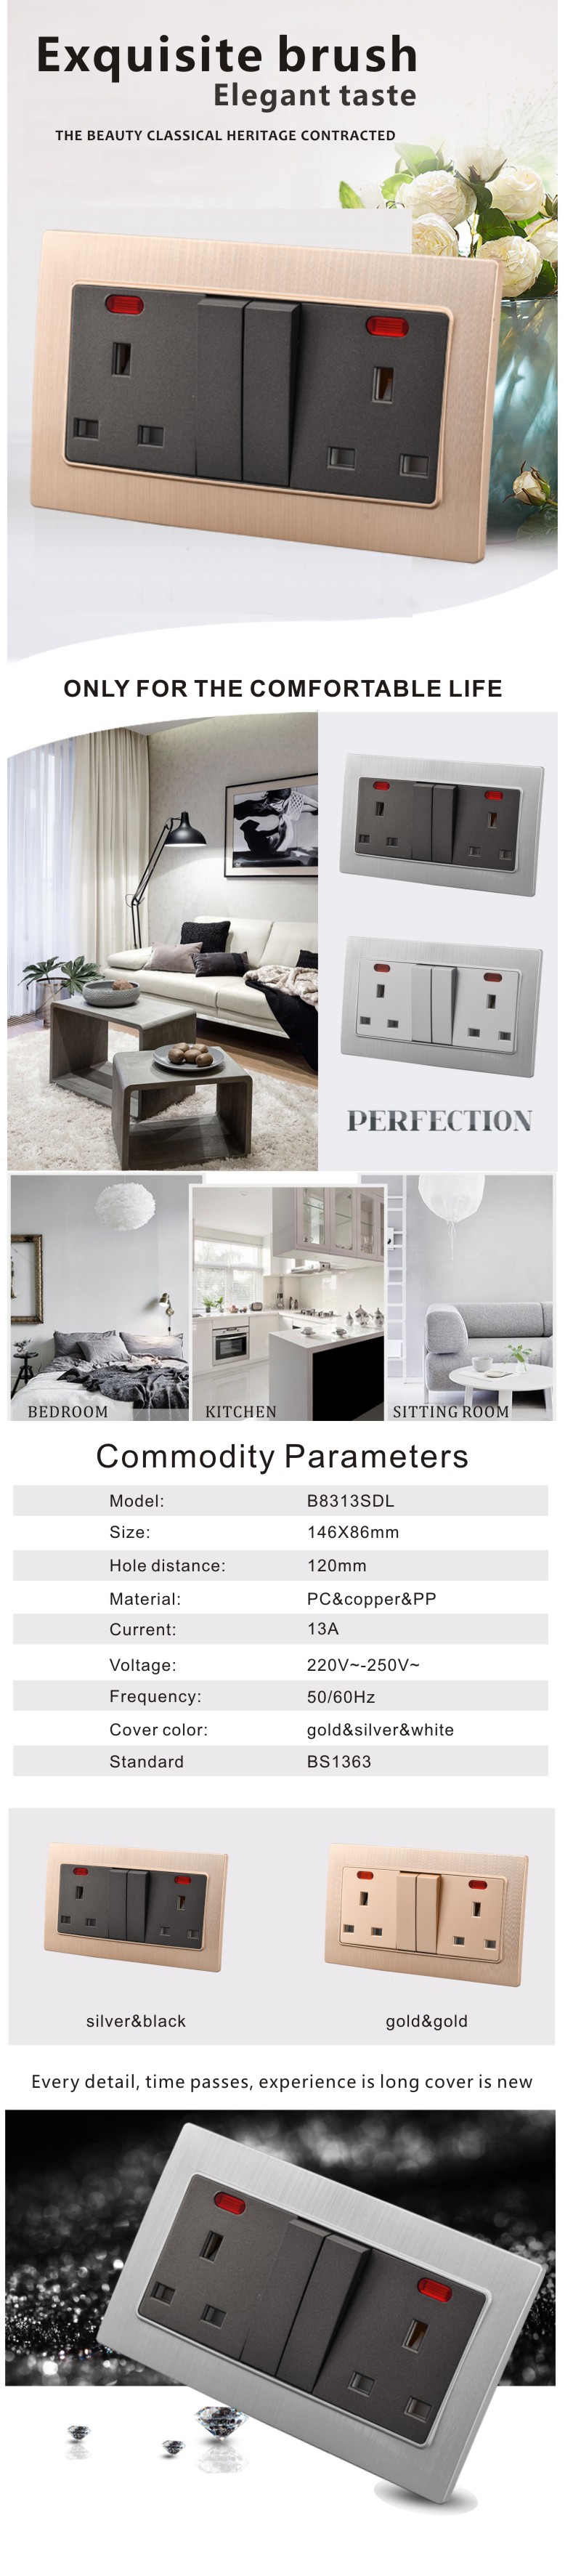 Exquisite brush
Elegant taste
THE BEAUTY CLASSICAL HERITAGE CONTRACTED
ONLY FOR THE COMFORTABLE LIFE
PERFECTION
BEDROOM
KITCHEN
SITTING ROOM
Commodity Parameters
Model: B8313SDL
Size: 146X86mm
Hole distance: 120mm
Material: PC&copper&PP
Current: 13A
Voltage: 220V~-250V~
Frequency: 50/60Hz
Cover color: gold&silver&white
Standard BS1363
silver&black
gold&gold
Every detail, time passes, experience is long cover is new